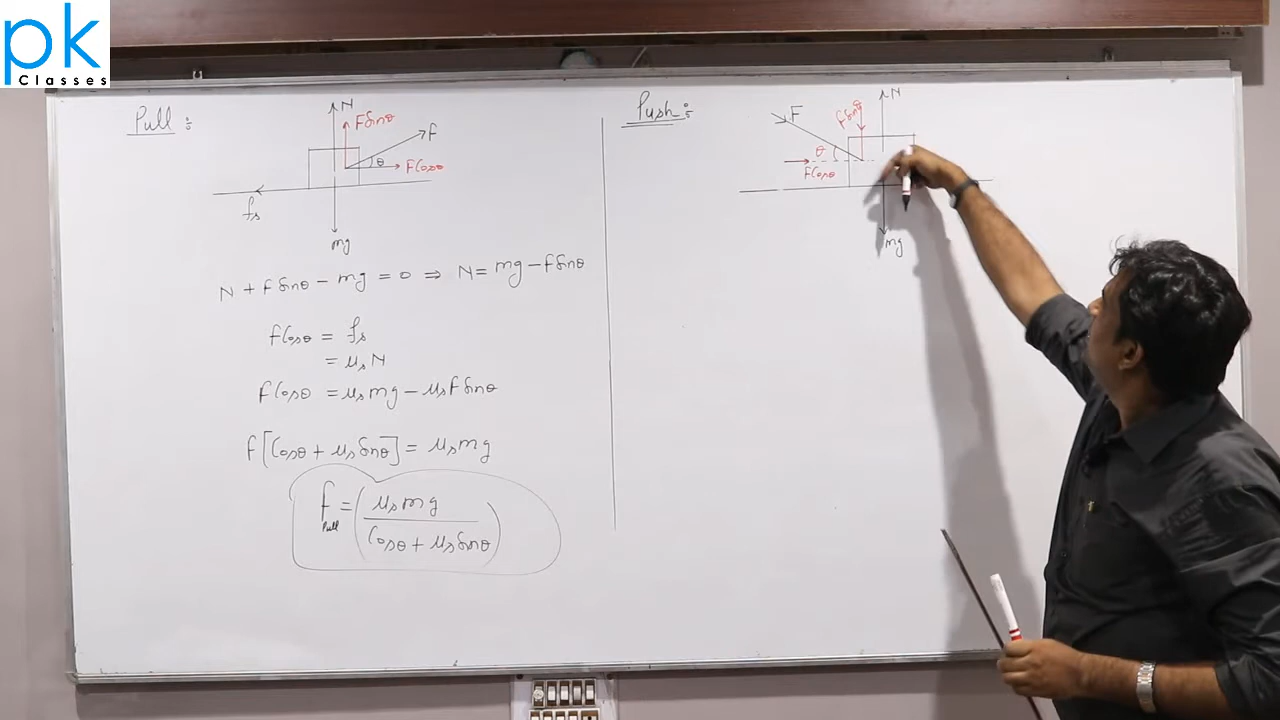 pk
Classes
Pull :
N
F sinθ
F
θ
F cosθ
fs
mg
N + F sinθ - mg = 0 ⇒ N = mg - F sinθ
F cosθ = fs
= μs N
F cosθ = μs mg - μs F sinθ
F [cosθ + μs sinθ] = μs mg
F pull = ( μs mg / cosθ + μs sinθ )
Push :
F
F sinθ
N
θ
F cosθ
mg